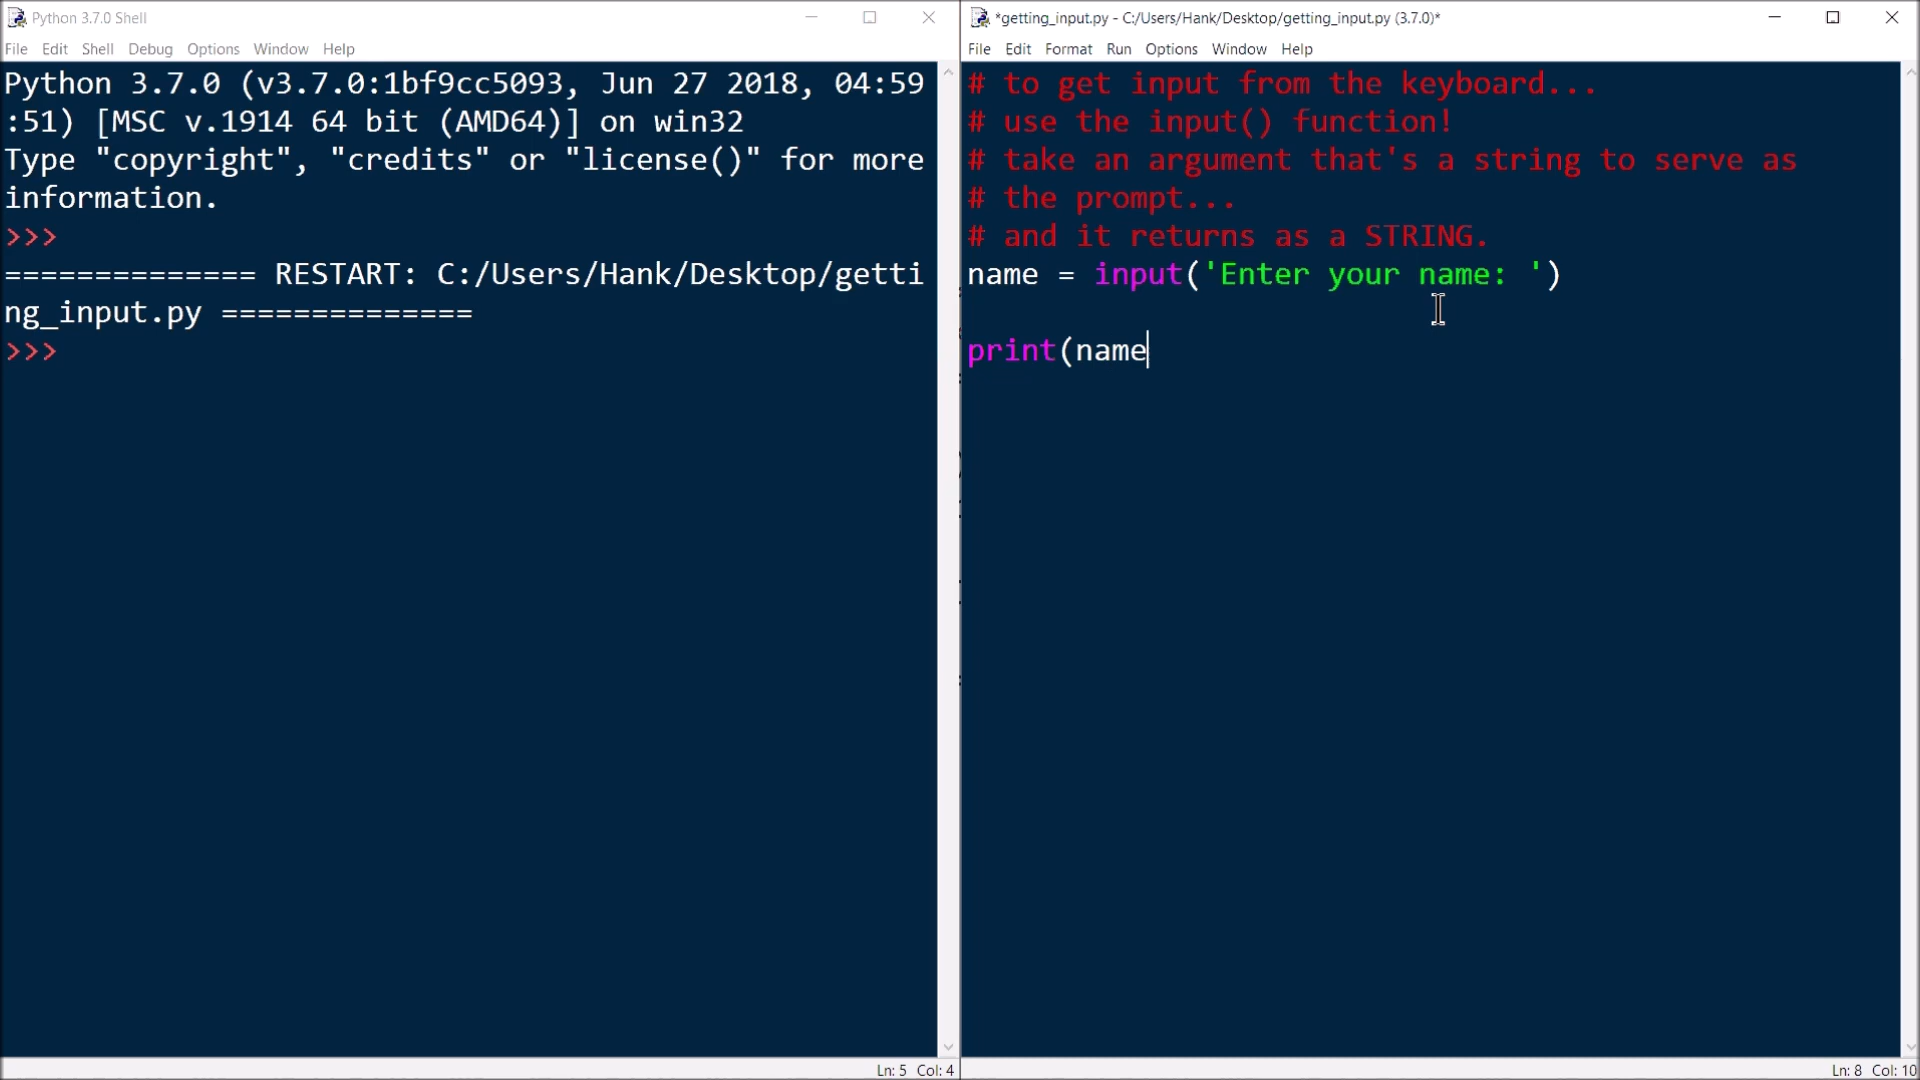 Python 3.7.0 Shell
File Edit Shell Debug Options Window Help
Python 3.7.0 (v3.7.0:1bf9cc5093, Jun 27 2018, 04:59
:51) [MSC v.1914 64 bit (AMD64)] on win32
Type "copyright", "credits" or "license()" for more
information.
>>>
============== RESTART: C:/Users/Hank/Desktop/getti
ng_input.py ==============
>>>
Ln: 5 Col: 4
*getting_input.py - C:/Users/Hank/Desktop/getting_input.py (3.7.0)*
File Edit Format Run Options Window Help
# to get input from the keyboard...
# use the input() function!
# take an argument that's a string to serve as
# the prompt...
# and it returns as a STRING.
name = input('Enter your name: ')
print(name
Ln: 8 Col: 10